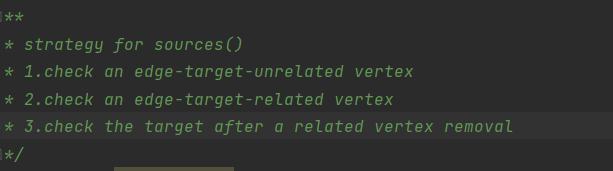 **
* strategy for sources()
* 1.check an edge-target-unrelated vertex
* 2.check an edge-target-related vertex
* 3.check the target after a related vertex removal
*/